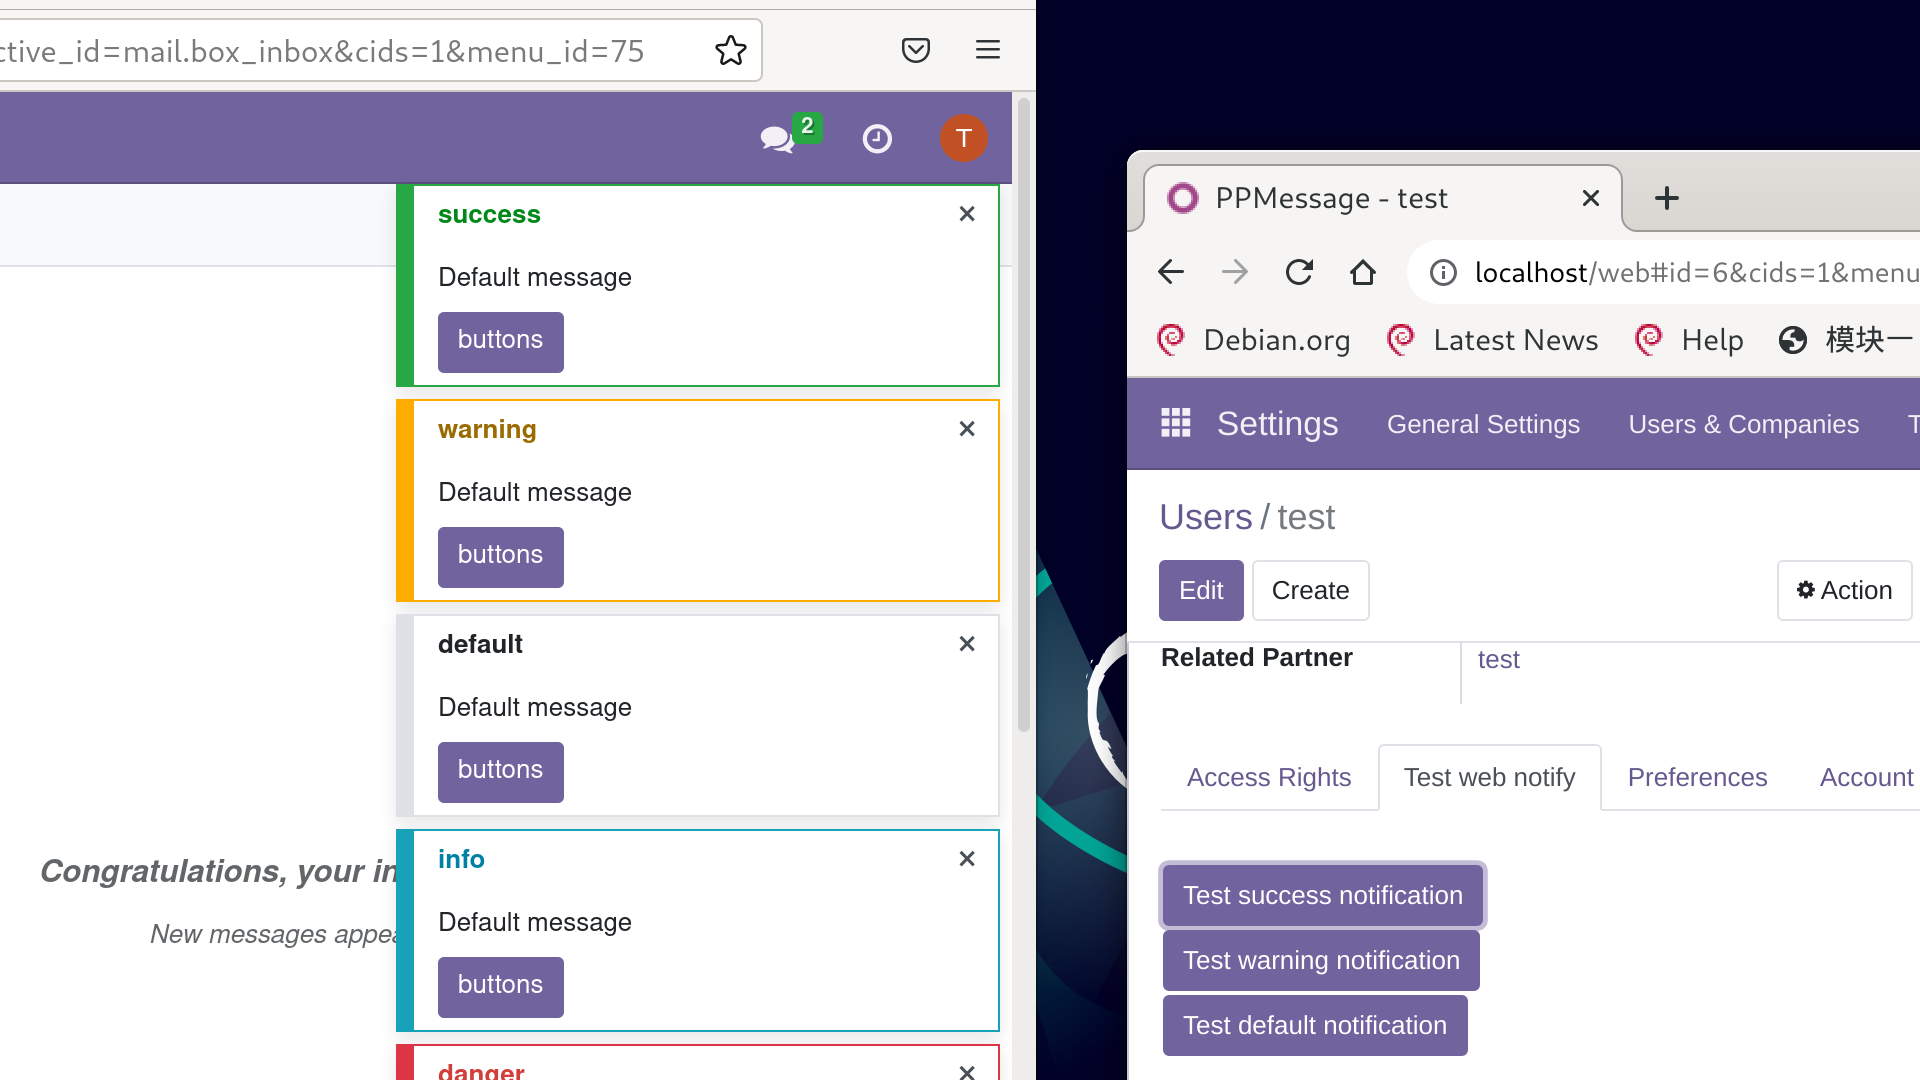 ctive_id=mail.box_inbox&cids=1&menu_id=75
2
T
success
Default message
buttons
warning
Default message
buttons
default
Default message
buttons
info
Default message
buttons
danger
Congratulations, your in
New messages appea
PPMessage - test
localhost/web#id=6&cids=1&menu
Debian.org Latest News Help 模块一
Settings General Settings Users & Companies T
Users / test
Edit Create Action
Related Partner test
Access Rights Test web notify Preferences Account
Test success notification
Test warning notification
Test default notification